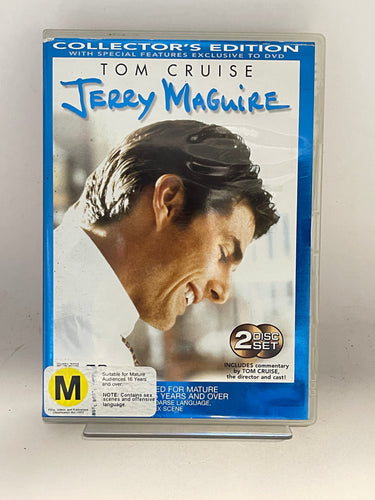 COLLECTOR'S EDITION
WITH SPECIAL FEATURES EXCLUSIVE TO DVD
TOM CRUISE
JERRY MAGUIRE
2 DISC SET
INCLUDES commentary
by TOM CRUISE,
the director and cast!
M
Suitable for Mature
Audiences 16 Years
and over.
NOTE: Contains sex
scenes and offensive
language.
FOR MATURE
YEARS AND OVER
LANGUAGE,
SCENE